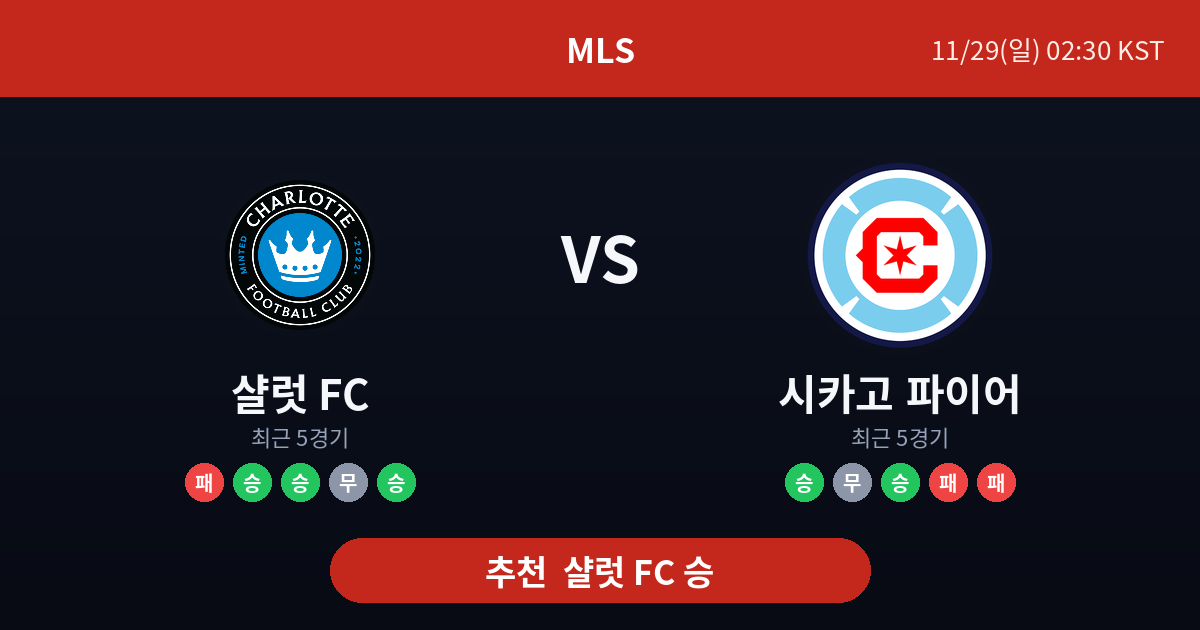 MLS
11/29(일) 02:30 KST
CHARLOTTE
MINTED
2022
FOOTBALL CLUB
VS
C
샬럿 FC
시카고 파이어
최근 5경기
최근 5경기
패 승 승 무 승
승 무 승 패 패
추천 샬럿 FC 승